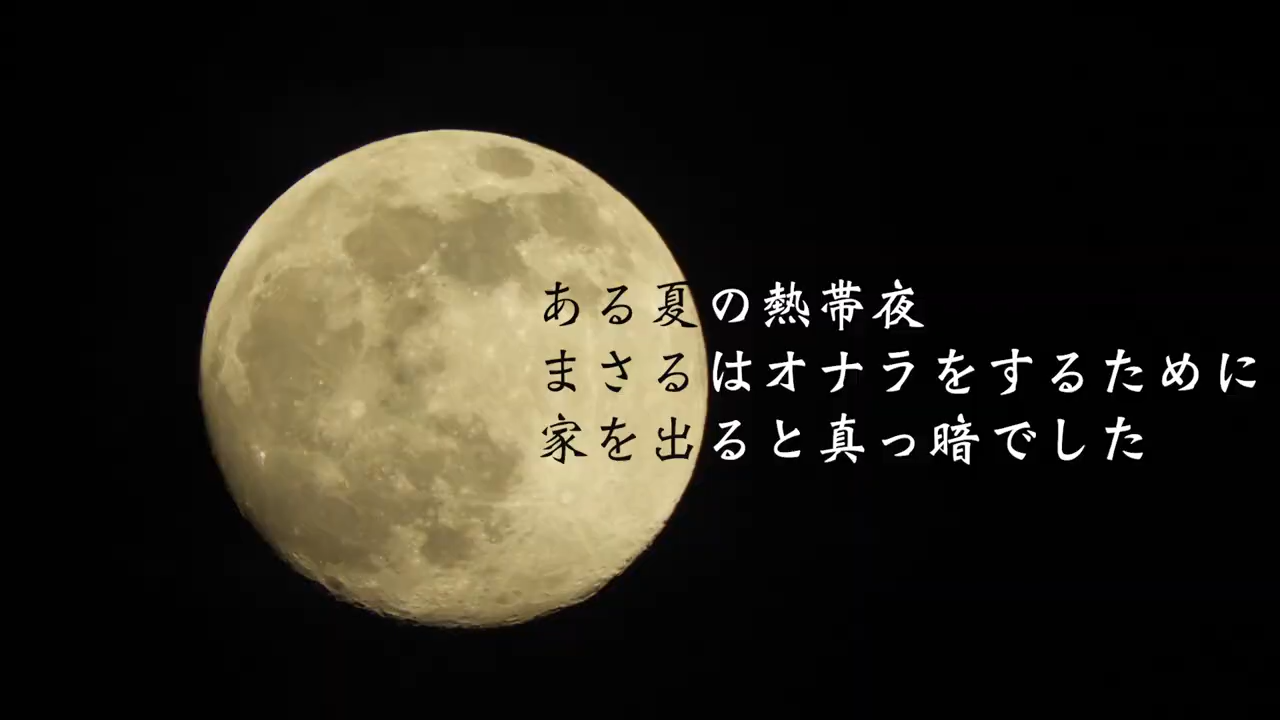 ある夏の熱帯夜
まさるはオナラをするために
家を出ると真っ暗でした